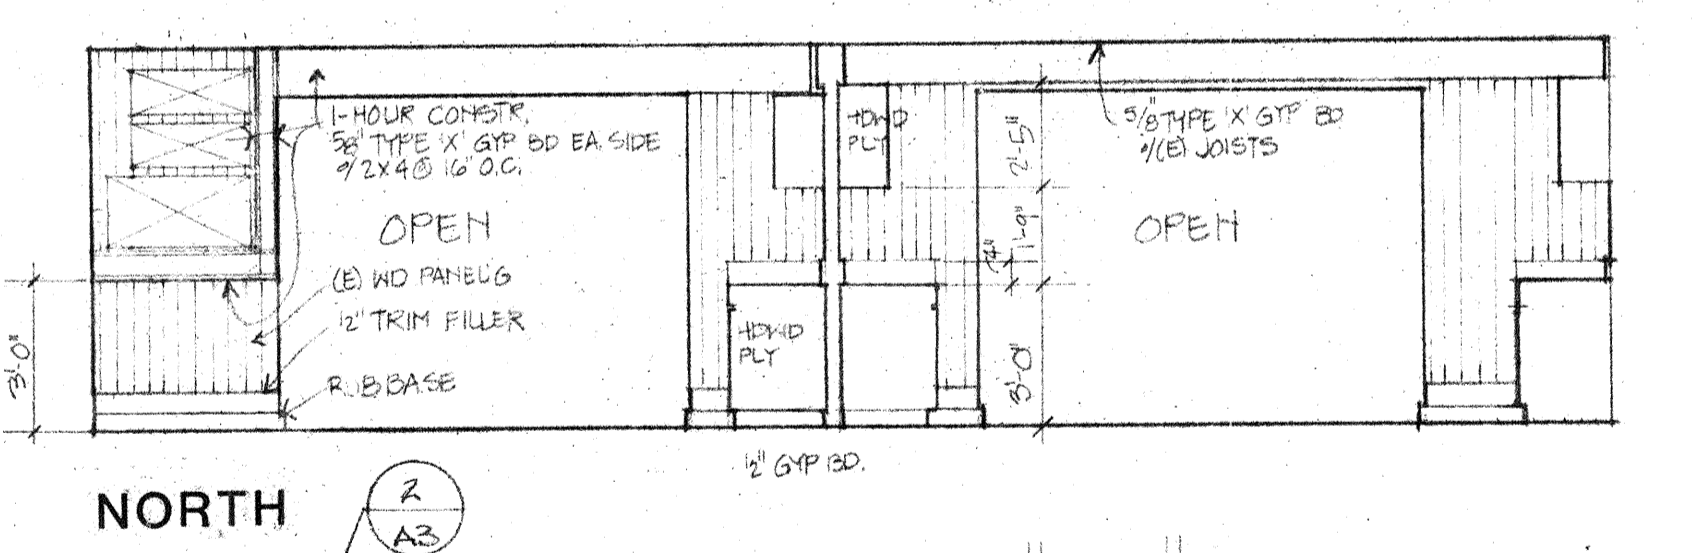 1-HOUR CONSTR.
5/8" TYPE 'X' GYP BD EA. SIDE
o/ 2x4 @ 16" O.C.
OPEN
(E) WD PANEL'G
1/2" TRIM FILLER
RUB BASE
3'-0"
HDWD
PLY
HDWD
PLY
2'-5"
1'-9"
4"
3'-0"
5/8" TYPE 'X' GYP BD
o/(E) JOISTS
OPEN
1/2" GYP BD.
NORTH
2
A3